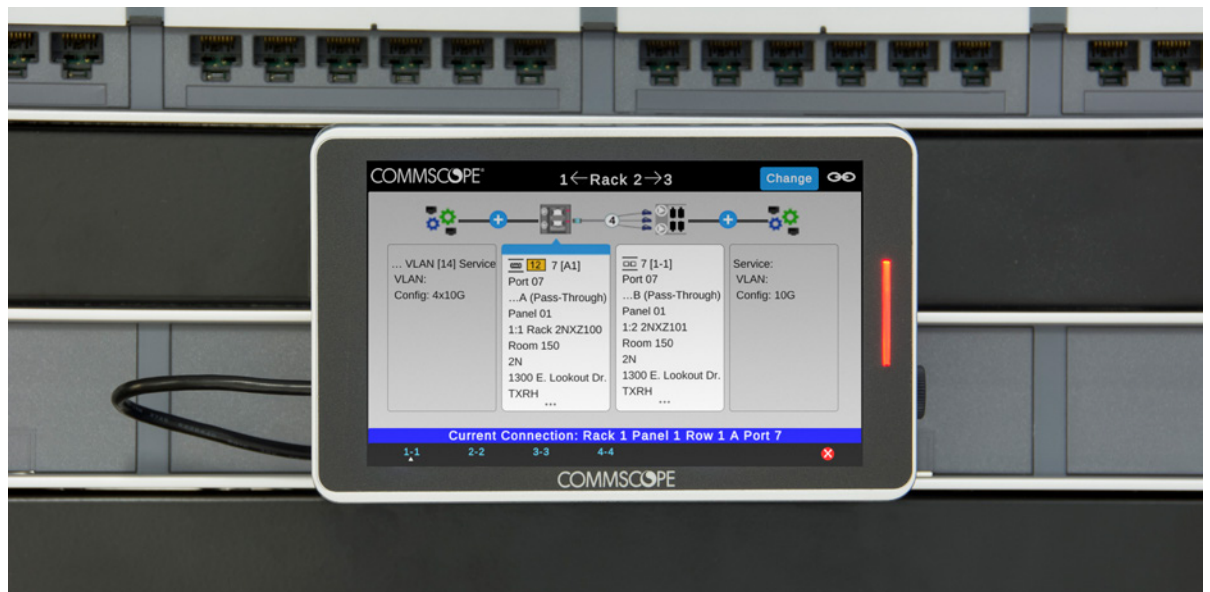 COMMSCOPE®
1←Rack 2→3
Change
4
... VLAN [14] Service
VLAN:
Config: 4x10G
12 7 [A1]
Port 07
...A (Pass-Through)
Panel 01
1:1 Rack 2NXZ100
Room 150
2N
1300 E. Lookout Dr.
TXRH
...
7 [1-1]
Port 07
...B (Pass-Through)
Panel 01
1:2 2NXZ101
Room 150
2N
1300 E. Lookout Dr.
TXRH
...
Service:
VLAN:
Config: 10G
Current Connection: Rack 1 Panel 1 Row 1 A Port 7
1-1 2-2 3-3 4-4
COMMSCOPE